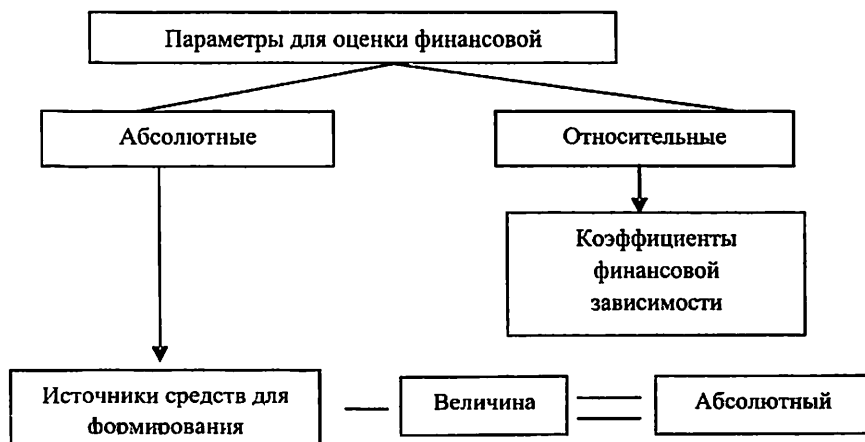 Параметры для оценки финансовой
Абсолютные
Относительные
Коэффициенты
финансовой
зависимости
Источники средств для
формирования
Величина
Абсолютный